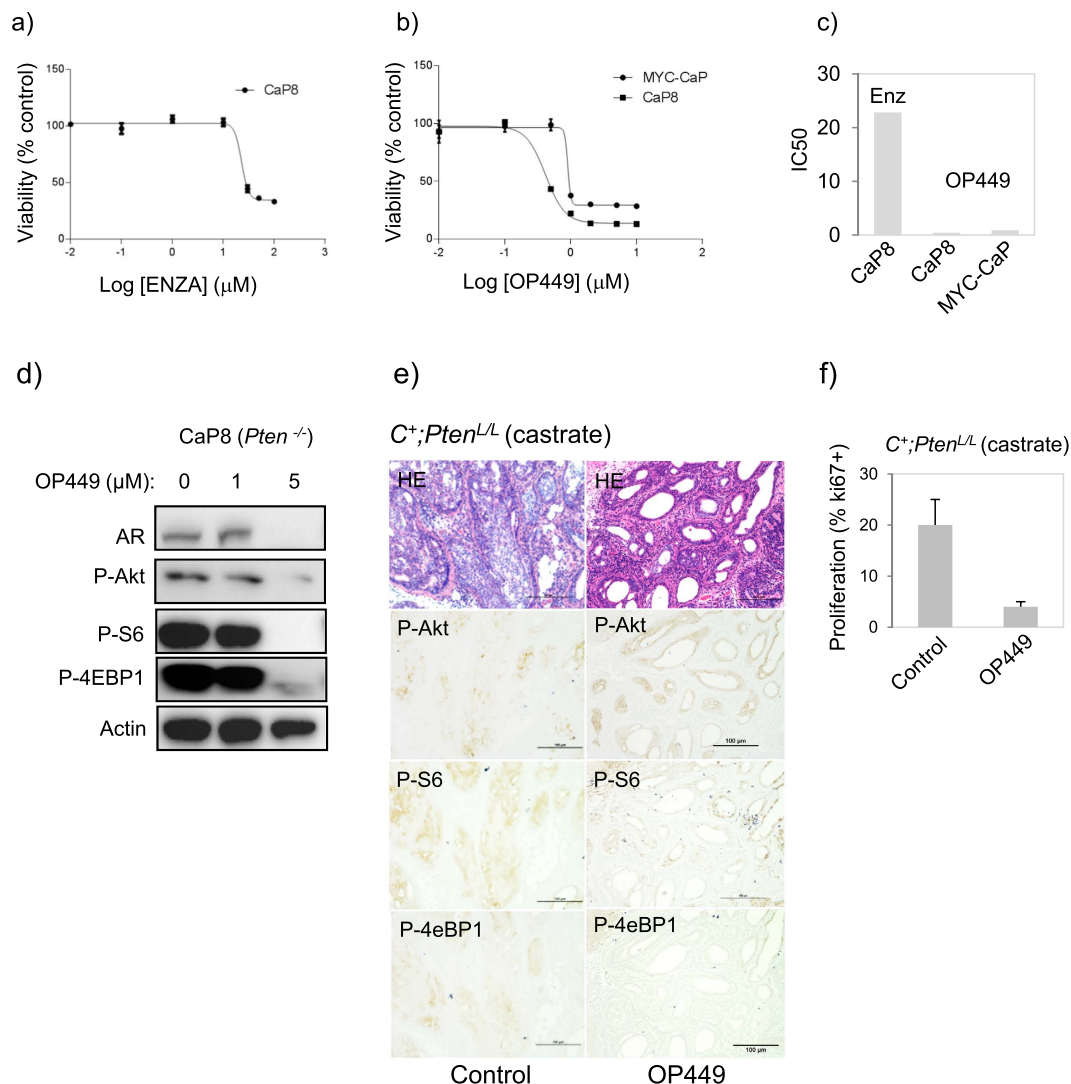 a)
b)
c)
150
100
50
0
-2
-1
0
1
2
3
Viability (% control)
Log [ENZA] (µM)
CaP8
150
100
50
0
-2
-1
0
1
2
Viability (% control)
Log [OP449] (µM)
MYC-CaP
CaP8
30
20
10
0
IC50
Enz
OP449
CaP8
CaP8
MYC-CaP
d)
e)
f)
CaP8 (Pten -/-)
OP449 (µM): 0 1 5
AR
P-Akt
P-S6
P-4EBP1
Actin
C+;PtenL/L (castrate)
HE
HE
P-Akt
P-Akt
100 µm
P-S6
P-S6
P-4eBP1
P-4eBP1
100 µm
Control
OP449
C+;PtenL/L (castrate)
30
20
10
0
Proliferation (% ki67+)
Control
OP449